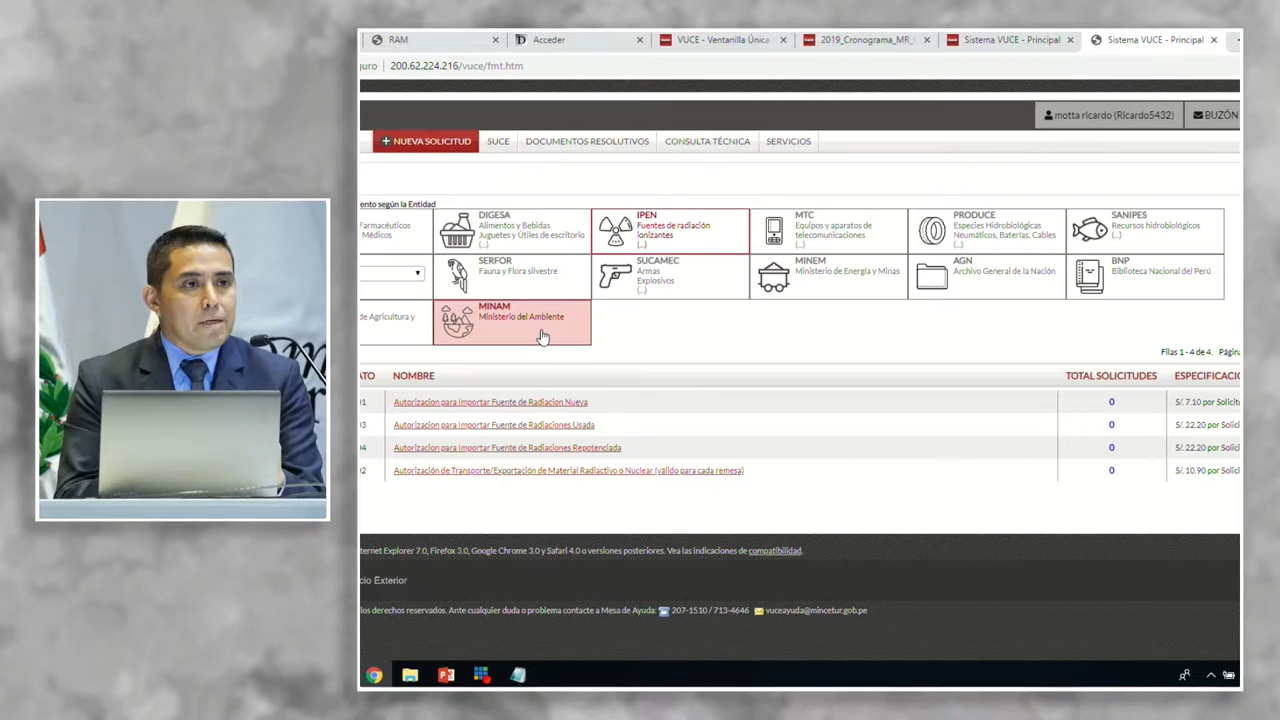 RAM
Acceder
VUCE - Ventanilla Única
2019_Cronograma_MR_
Sistema VUCE - Principal
Sistema VUCE - Principal
200.62.224.216/vuce/fmt.htm
motta ricardo (RIcardo5432)
BUZÓN
NUEVA SOLICITUD
SUCE
DOCUMENTOS RESOLUTIVOS
CONSULTA TÉCNICA
SERVICIOS
según la Entidad
Farmacéuticos
Médicos
DIGESA
Alimentos y Bebidas
Juguetes y Útiles de escritorio
(...)
IPEN
Fuentes de radiación
ionizantes
(...)
MTC
Equipos y aparatos de
telecomunicaciones
(...)
PRODUCE
Especies Hidrobiológicas
Neumáticos, Baterías, Cables
(...)
SANIPES
Recursos hidrobiológicos
(...)
SERFOR
Fauna y Flora silvestre
SUCAMEC
Armas
Explosivos
(...)
MINEM
Ministerio de Energía y Minas
AGN
Archivo General de la Nación
BNP
Biblioteca Nacional del Perú
de Agricultura y
MINAM
Ministerio del Ambiente
Filas 1 - 4 de 4. Págin
NOMBRE
TOTAL SOLICITUDES
ESPECIFICACIO
Autorizacion para Importar Fuente de Radiacion Nueva
0
S/. 7.10 por Solicit
Autorizacion para Importar Fuente de Radiaciones Usada
0
S/. 22.20 por Solici
Autorizacion para Importar Fuente de Radiaciones Repotenciada
0
S/. 22.20 por Solici
Autorización de Transporte/Exportación de Material Radiactivo o Nuclear (válido para cada remesa)
0
S/. 10.90 por Solici
ternet Explorer 7.0, Firefox 3.0, Google Chrome 3.0 y Safari 4.0 o versiones posteriores. Vea las indicaciones de compatibilidad.
cio Exterior
los derechos reservados. Ante cualquier duda o problema contacte a Mesa de Ayuda: 207-1510 / 713-4646 vuceayuda@mincetur.gob.pe